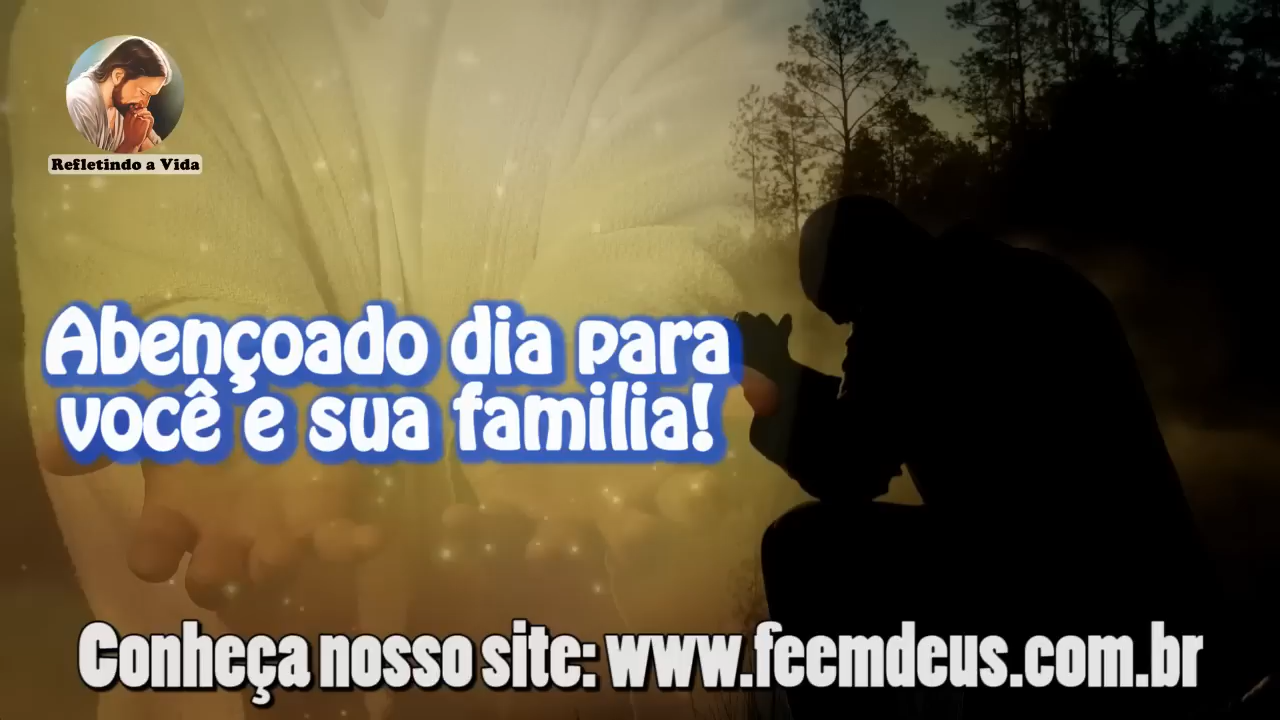 Refletindo a Vida
Abençoado dia para
você e sua familia!
Conheça nosso site: www.feemdeus.com.br